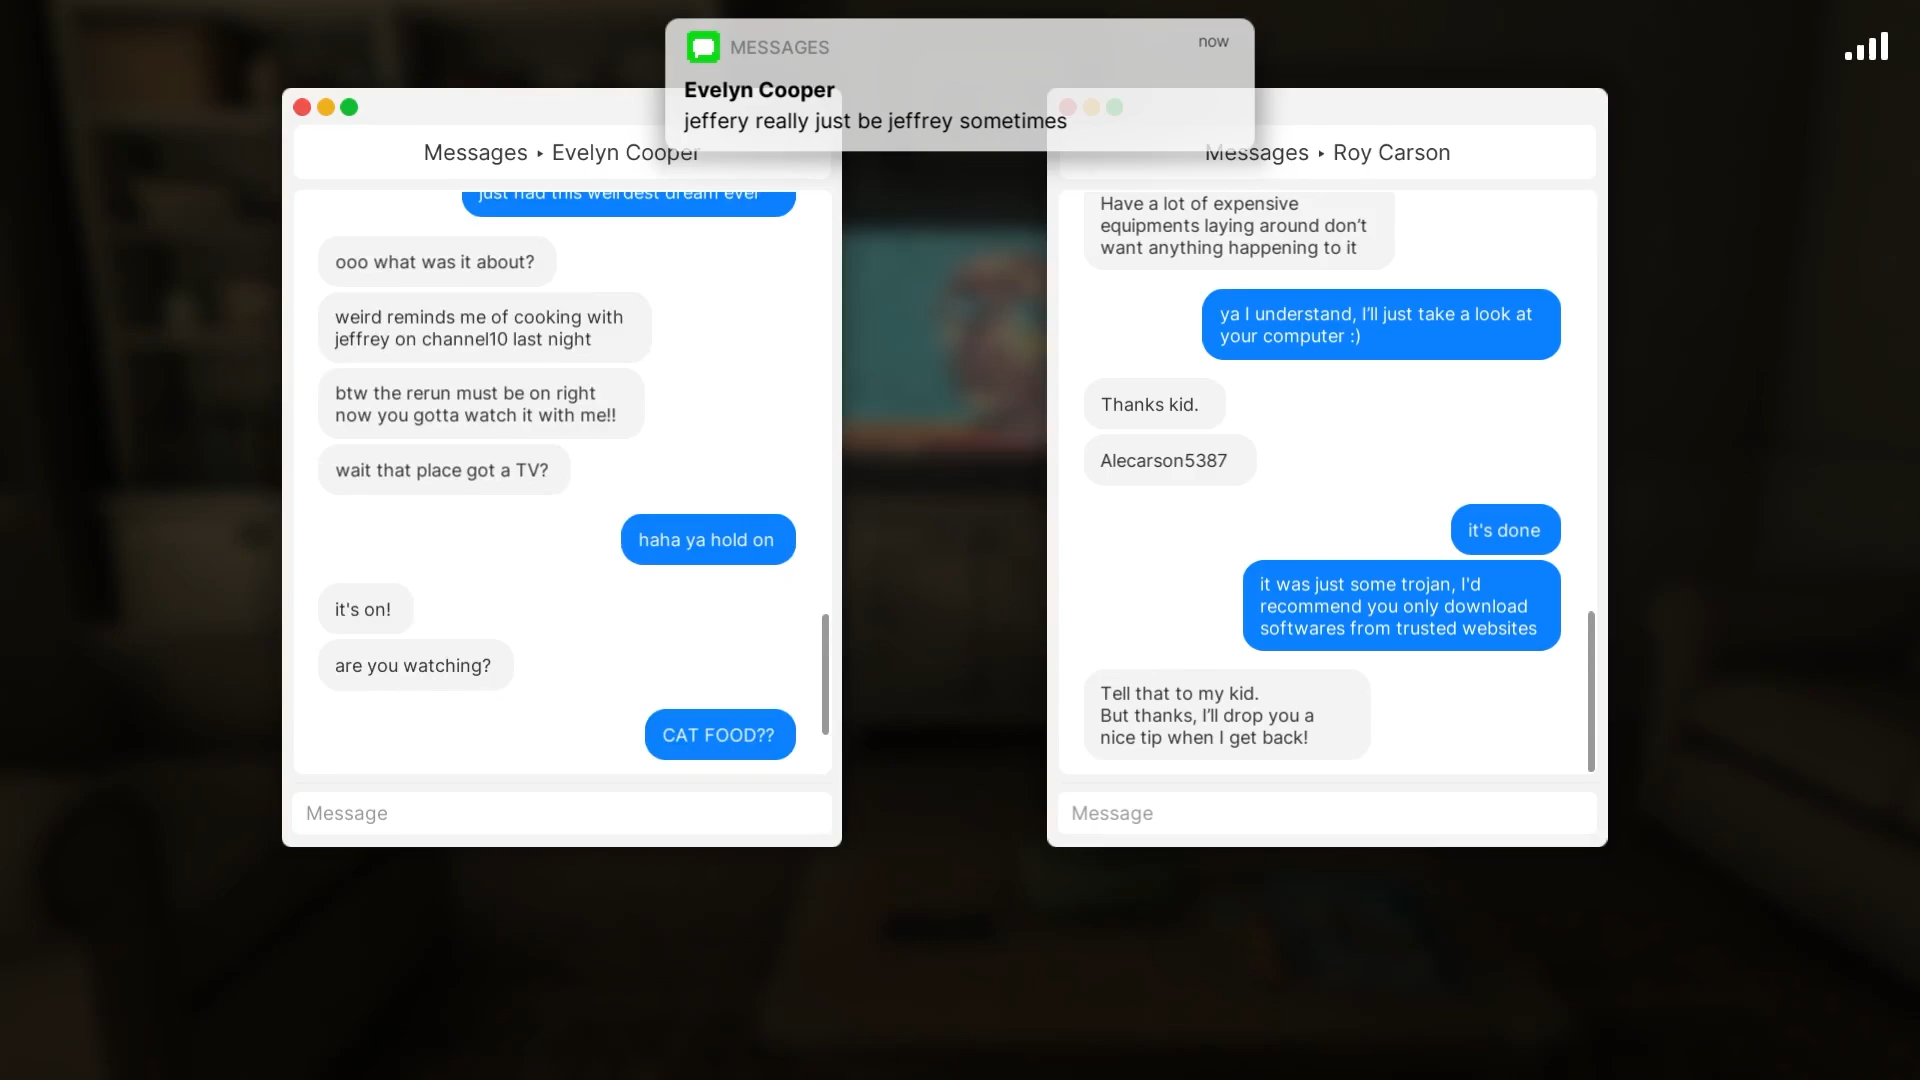 MESSAGES
now
Evelyn Cooper
jeffery really just be jeffrey sometimes
Messages ▸ Evelyn Cooper
just had this weirdest dream ever
ooo what was it about?
weird reminds me of cooking with
jeffrey on channel10 last night
btw the rerun must be on right
now you gotta watch it with me!!
wait that place got a TV?
haha ya hold on
it's on!
are you watching?
CAT FOOD??
Message
Messages ▸ Roy Carson
Have a lot of expensive
equipments laying around don’t
want anything happening to it
ya I understand, I’ll just take a look at
your computer :)
Thanks kid.
Alecarson5387
it's done
it was just some trojan, I'd
recommend you only download
softwares from trusted websites
Tell that to my kid.
But thanks, I’ll drop you a
nice tip when I get back!
Message